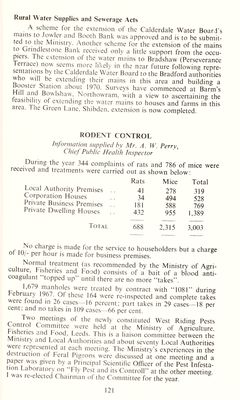 Rural Water Supplies and Sewerage Acts
A scheme for the extension of the Calderdale Water Board's
mains to Jowler and Booth Bank was approved and is to be submit-
ted to the Ministry. Another scheme for the extension of the mains
to Grindlestone Bank received only a little support from the occu-
piers. The extension of the water mains to Bradshaw (Perseverance
Terrace) now seems more likely in the near future following repre-
sentations by the Calderdale Water Board to the Bradford authorities
who will be extending their mains in this area and building a
Booster Station about 1970. Surveys have commenced at Barm's
Hill and Bowlshaw, Northowram, with a view to ascertaining the
feasibility of extending the water mains to houses and farms in this
area. The Green Lane, Shibden, extension is now completed.
RODENT CONTROL
Information supplied by Mr. A. W. Perry,
Chief Public Health Inspector
During the year 344 complaints of rats and 786 of mice were
received and treatments were carried out as shown below:
Rats Mice Total
Local Authority Premises .. 41 278 319
Corporation Houses .. 34 494 528
Private Business Premises .. 181 588 769
Private Dwelling Houses .. 432 955 1,389
TOTAL 688 2,315 3,003
No charge is made for the service to householders but a charge
of 10/- per hour is made for business premises.
Normal treatment (as recommended by the Ministry of Agri-
culture, Fisheries and Food) consists of a bait of a blood anti-
coagulant "topped up" until there are no more "takes".
1,679 manholes were treated by contract with "1081" during
February 1967. Of these 164 were re-inspected and complete takes
were found in 26 cases—16 percent; part takes in 29 cases—18 per
cent; and no takes in 109 cases—66 per cent.
Two meetings of the newly constituted West Riding Pests
Control Committee were held at the Ministry of Agriculture,
Fisheries and Food, Leeds. This is a liaison committee between the
Ministry and Local Authorities and about seventy Local Authorities
were represented at each meeting. The Ministry's experiences in the
destruction of Feral Pigeons were discussed at one meeting and a
paper was given by a Principal Scientific Officer of the Pest Infesta-
tion Laboratory on "Fly Pest and its Control" at the other meeting.
I was re-elected Chairman of the Committee for the year.
121